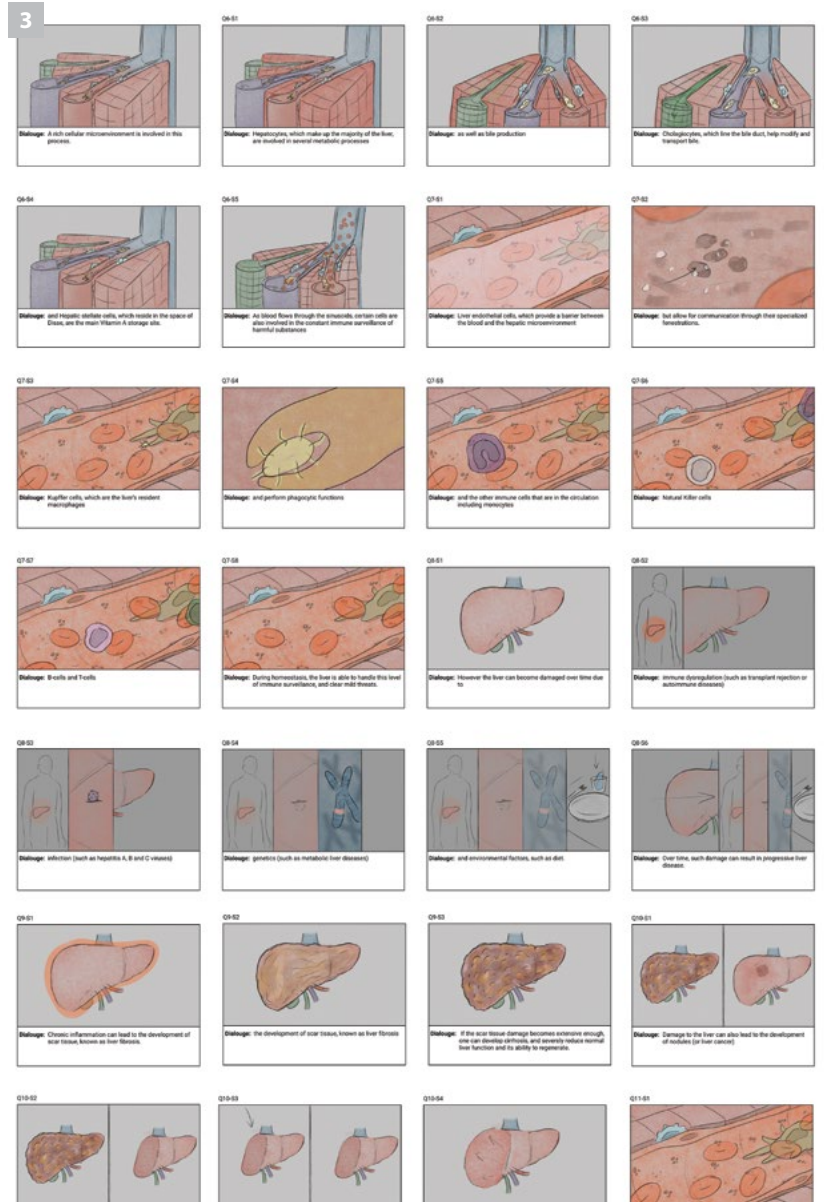 3
Q6-S1
Q6-S2
Q6-S3
Dialouge: A rich cellular microenvironment is involved in this
process.
Dialouge: Hepatocytes, which make up the majority of the liver,
are involved in several metabolic processes
Dialouge: as well as bile production
Dialouge: Cholagiocytes, which line the bile duct, help modify and
transport bile.
Q6-S4
Q6-S5
Q7-S1
Q7-S2
Dialouge: and Hepatic stellate cells, which reside in the space of
Disse, are the main Vitamin A storage site.
Dialouge: As blood flows through the sinusoids, certain cells are
also involved in the constant immune surveillance of
harmful substances
Dialouge: Liver endothelial cells, which provide a barrier between
the blood and the hepatic microenvironment
Dialouge: but allow for communication through their specialized
fenestrations.
Q7-S3
Q7-S4
Q7-S5
Q7-S6
Dialouge: Kupffer cells, which are the liver's resident
macrophages
Dialouge: and perform phagocytic functions
Dialouge: and the other immune cells that are in the circulation
including monocytes
Dialouge: Natural Killer cells
Q7-S7
Q7-S8
Q8-S1
Q8-S2
Dialouge: B-cells and T-cells
Dialouge: During homeostasis, the liver is able to handle this level
of immune surveillance, and clear mild threats.
Dialouge: However the liver can become damaged over time due
to
Dialouge: immune dysregulation (such as transplant rejection or
autoimmune diseases)
Q8-S3
Q8-S4
Q8-S5
Q8-S6
Dialouge: infection (such as hepatitis A, B and C viruses)
Dialouge: genetics (such as metabolic liver diseases)
Dialouge: and environmental factors, such as diet.
Dialouge: Over time, such damage can result in progressive liver
disease.
Q9-S1
Q9-S2
Q9-S3
Q10-S1
Dialouge: Chronic inflammation can lead to the development of
scar tissue, known as liver fibrosis.
Dialouge: the development of scar tissue, known as liver fibrosis
Dialouge: If the scar tissue damage becomes extensive enough,
one can develop cirrhosis, and severely reduce normal
liver function and its ability to regenerate.
Dialouge: Damage to the liver can also lead to the development
of nodules (or liver cancer)
Q10-S2
Q10-S3
Q10-S4
Q11-S1